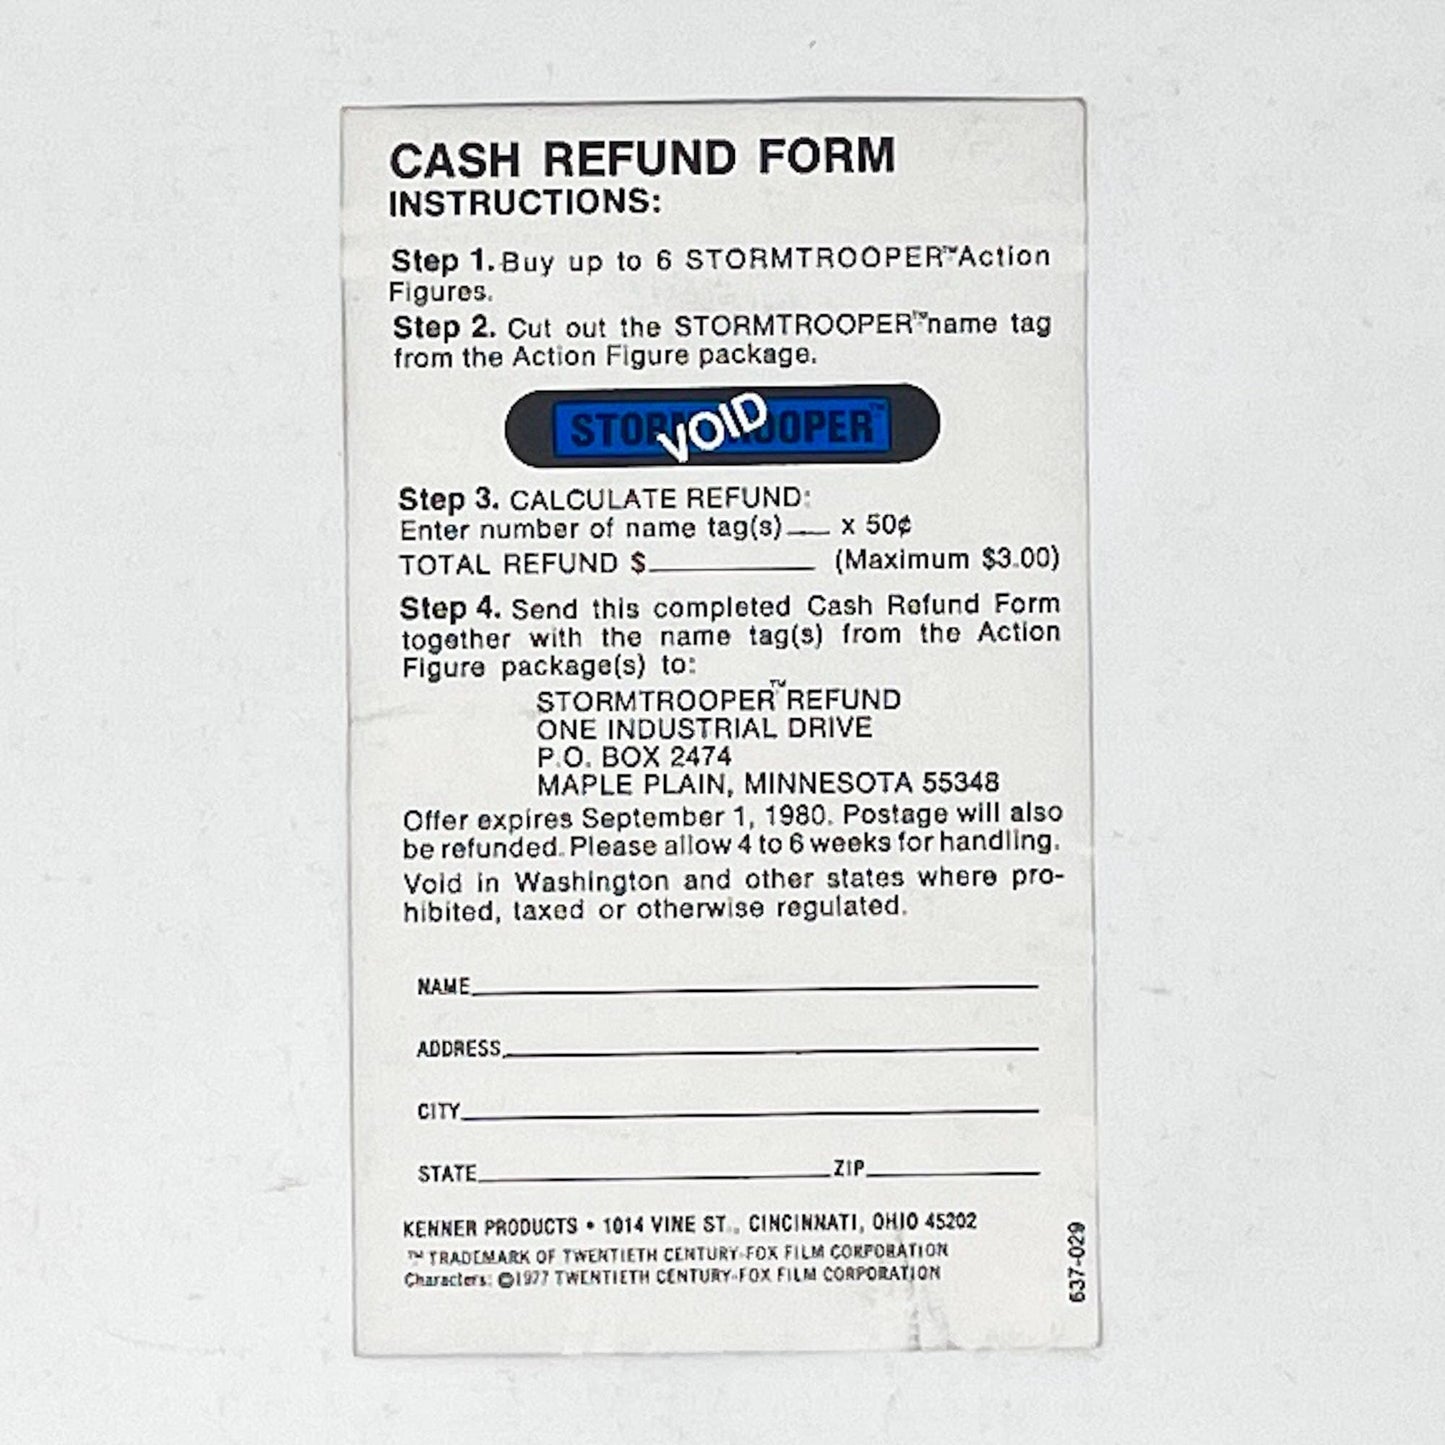 CASH REFUND FORM
INSTRUCTIONS:
Step 1. Buy up to 6 STORMTROOPER™ Action
Figures.
Step 2. Cut out the STORMTROOPER™ name tag
from the Action Figure package.
STORMTROOPER™
VOID
Step 3. CALCULATE REFUND:
Enter number of name tag(s)___ x 50¢
TOTAL REFUND $__________ (Maximum $3.00)
Step 4. Send this completed Cash Refund Form
together with the name tag(s) from the Action
Figure package(s) to:
STORMTROOPER™ REFUND
ONE INDUSTRIAL DRIVE
P.O. BOX 2474
MAPLE PLAIN, MINNESOTA 55348
Offer expires September 1, 1980. Postage will also
be refunded. Please allow 4 to 6 weeks for handling.
Void in Washington and other states where pro-
hibited, taxed or otherwise regulated.
NAME
ADDRESS
CITY
STATE ZIP
KENNER PRODUCTS • 1014 VINE ST., CINCINNATI, OHIO 45202
™ TRADEMARK OF TWENTIETH CENTURY-FOX FILM CORPORATION
Characters: ©1977 TWENTIETH CENTURY-FOX FILM CORPORATION
637-029